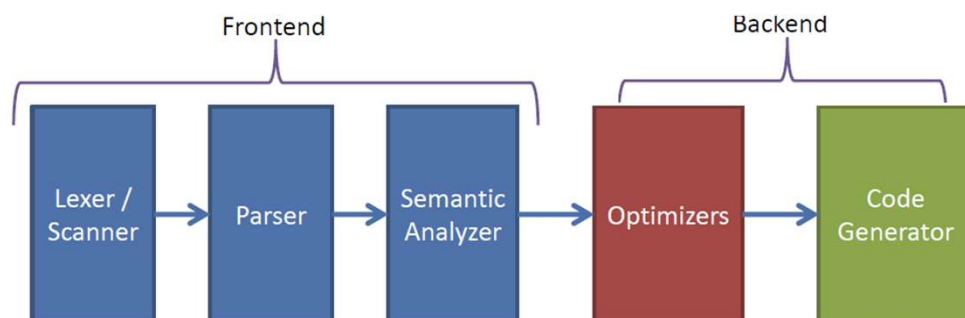 Frontend
Backend
Lexer /
Scanner
Parser
Semantic
Analyzer
Optimizers
Code
Generator